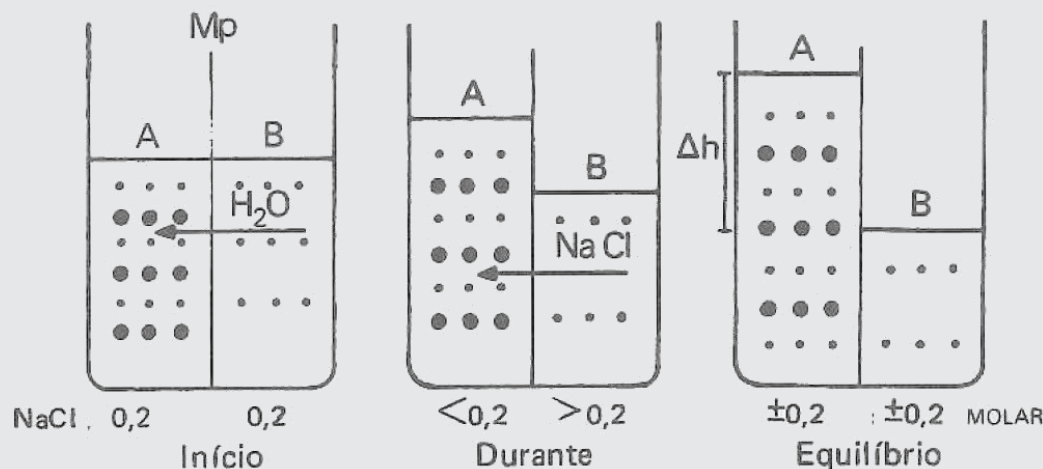 Mp
A
B
H₂O
A
B
NaCl
A
B
Δh
NaCl . 0,2 0,2 <0,2 >0,2 ±0,2 : ±0,2 MOLAR
Início Durante Equilíbrio